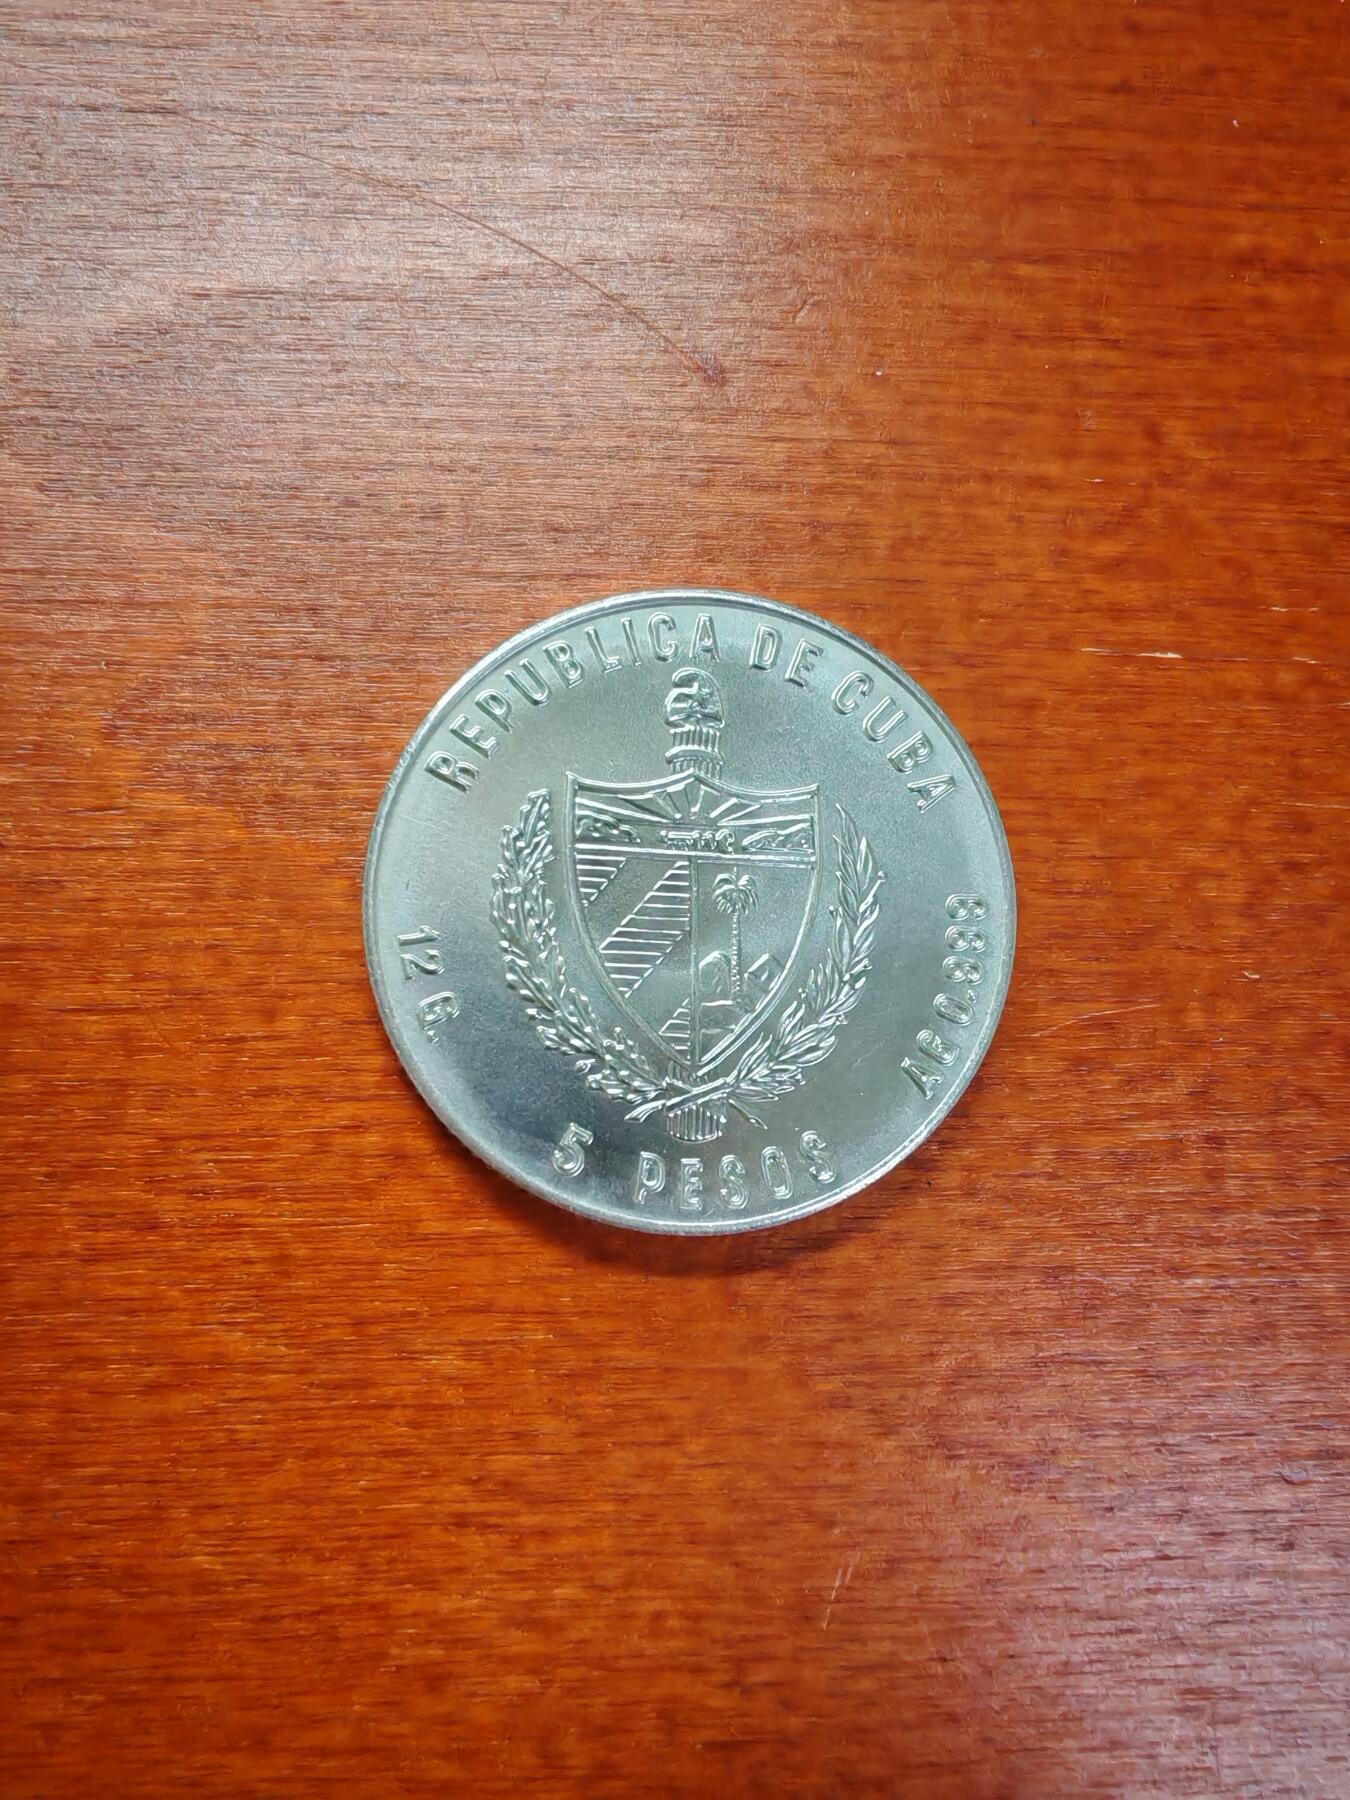 REPUBLICA DE CUBA
12 G.
AG 0.999
5 PESOS